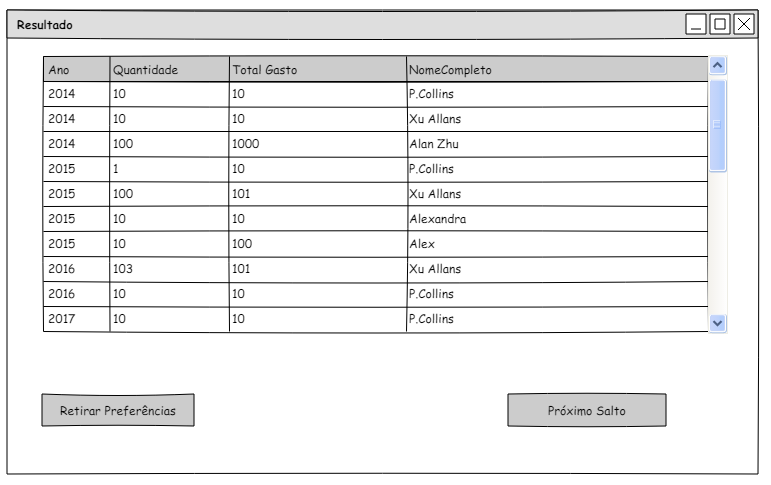 Resultado
Ano Quantidade Total Gasto NomeCompleto
2014 10 10 P.Collins
2014 10 10 Xu Allans
2014 100 1000 Alan Zhu
2015 1 10 P.Collins
2015 100 101 Xu Allans
2015 10 10 Alexandra
2015 10 100 Alex
2016 103 101 Xu Allans
2016 10 10 P.Collins
2017 10 10 P.Collins
Retirar Preferências Próximo Salto